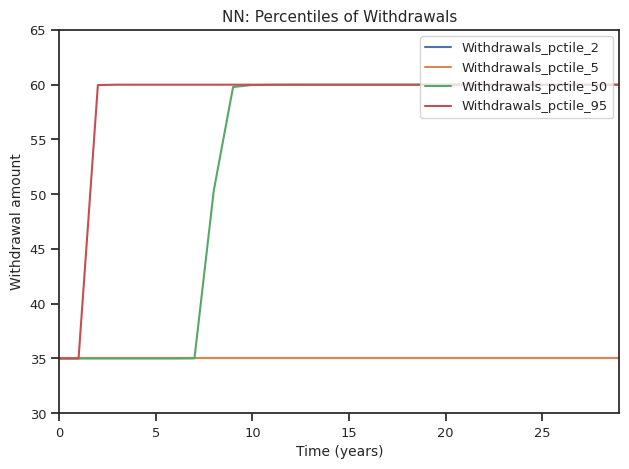 NN: Percentiles of Withdrawals
Withdrawals_pctile_2
Withdrawals_pctile_5
Withdrawals_pctile_50
Withdrawals_pctile_95
Withdrawal amount
65
60
55
50
45
40
35
30
0
5
10
15
20
25
Time (years)